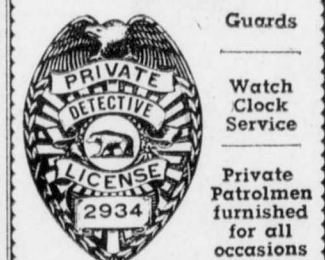 PRIVATE
DETECTIVE
LICENSE
2934
Guards
Watch
Clock
Service
Private
Patrolmen
furnished
for all
occasions